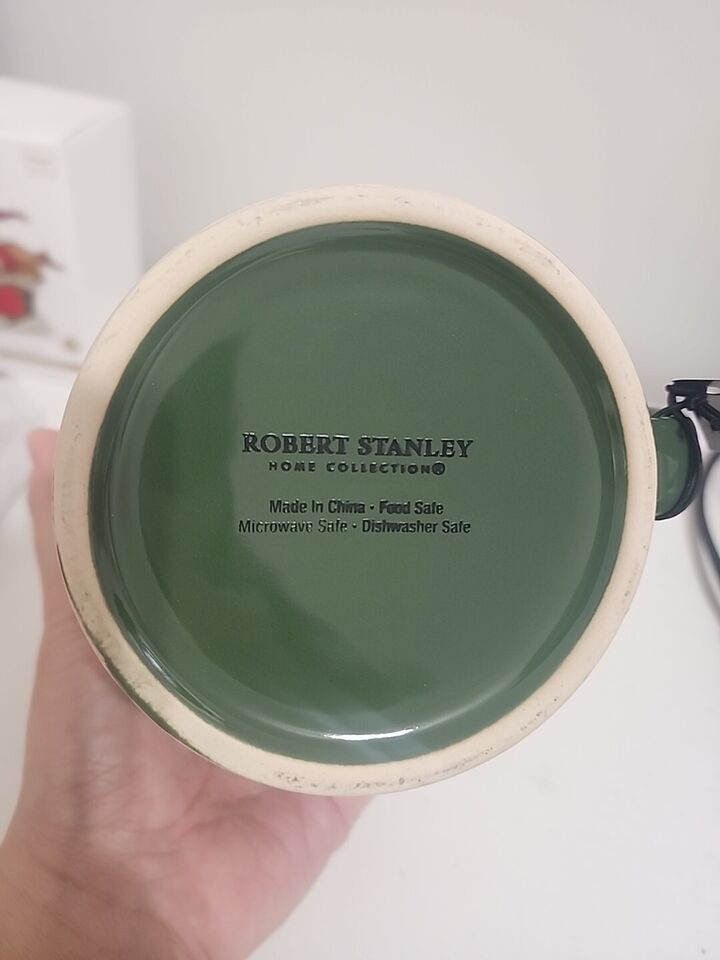 ROBERT STANLEY
HOME COLLECTION®
Made In China • Food Safe
Microwave Safe • Dishwasher Safe